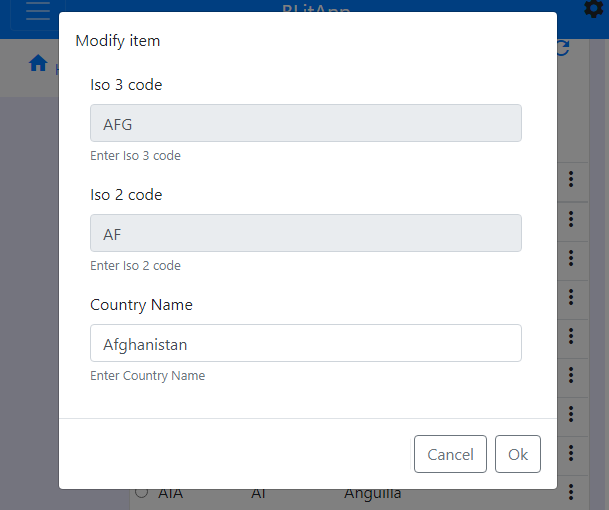 BLitApp
Modify item
Iso 3 code
AFG
Enter Iso 3 code
Iso 2 code
AF
Enter Iso 2 code
Country Name
Afghanistan
Enter Country Name
Cancel Ok
AIA AI Anguilla